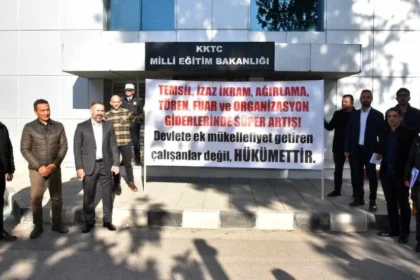 KKTC
MİLLİ EĞİTİM BAKANLIĞI
TEMSİL, İZAZ İKRAM, AĞIRLAMA,
TÖREN, FUAR ve ORGANİZASYON
GİDERLERİNDE SÜPER ARTIŞ!
Devlete ek mükellefiyet getiren
çalışanlar değil, HÜKÜMETTİR.